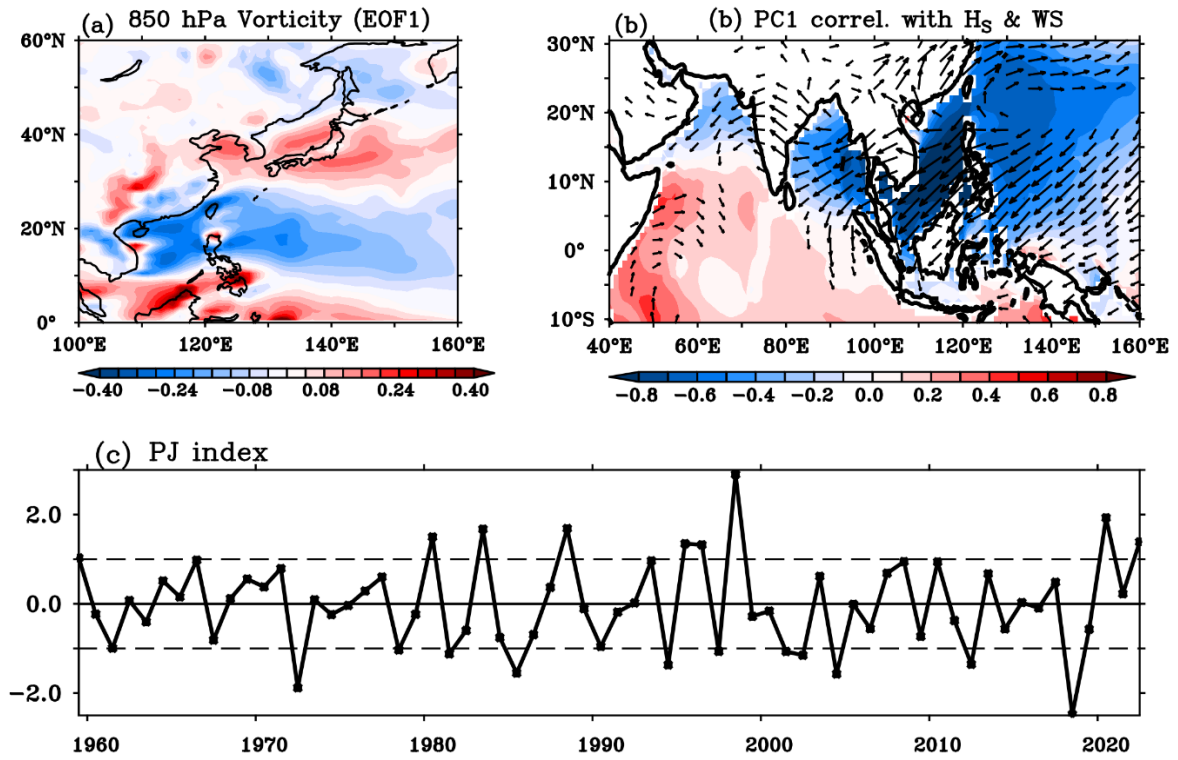 (a) 850 hPa Vorticity (EOF1)
60°N
40°N
20°N
0°
100°E 120°E 140°E 160°E
-0.40 -0.24 -0.08 0.08 0.24 0.40
(b) (b) PC1 correl. with HS & WS
30°N
20°N
10°N
0°
10°S
40°E 60°E 80°E 100°E 120°E 140°E 160°E
-0.8 -0.6 -0.4 -0.2 0.0 0.2 0.4 0.6 0.8
(c) PJ index
2.0
0.0
-2.0
1960 1970 1980 1990 2000 2010 2020